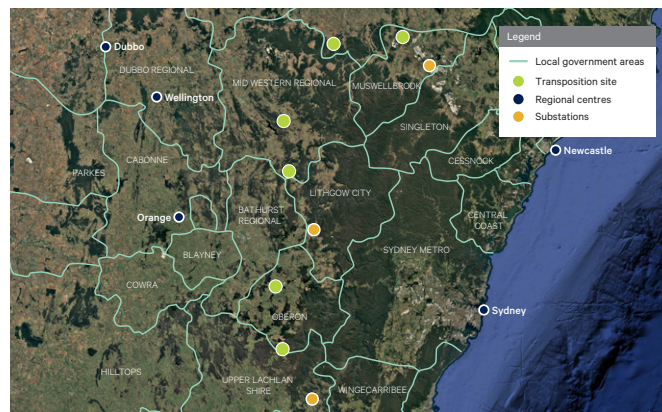 Legend
Local government areas
Transposition site
Regional centres
Substations
Dubbo
DUBBO REGIONAL
Wellington
MID WESTERN REGIONAL
MUSWELLBROOK
SINGLETON
CESSNOCK
Newcastle
PARKES
CABONNE
LITHGOW CITY
Orange
BATHURST
REGIONAL
CENTRAL
COAST
BLAYNEY
SYDNEY METRO
COWRA
OBERON
Sydney
HILLTOPS
UPPER LACHLAN
SHIRE
WINGECARRIBEE